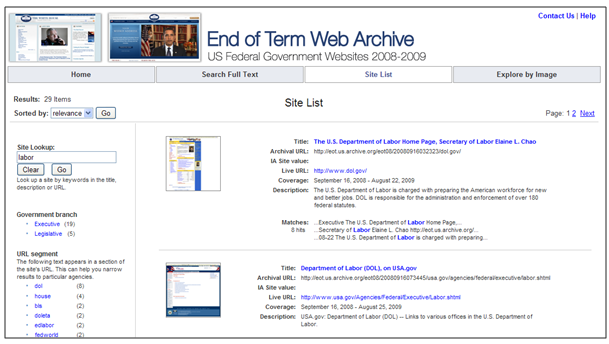 Contact Us | Help
End of Term Web Archive
US Federal Government Websites 2008-2009
Home
Search Full Text
Site List
Explore by Image
Results: 29 Items
Sorted by: relevance Go
Site List
Page: 1 2 Next
Site Lookup:
labor
Clear Go
Look up a site by keywords in the title,
description or URL.
Government branch
Executive (19)
Legislative (5)
URL segment
The following text appears in a section of
the site's URL. This can help you narrow
results to particular agencies.
dol (8)
house (4)
bls (2)
doleta (2)
edlabor (2)
fedworld (2)
Title: The U.S. Department of Labor Home Page, Secretary of Labor Elaine L. Chao
Archival URL: http://eot.us.archive.org/eot08/20080916032323/dol.gov/
IA Site value:
Live URL: http://www.dol.gov/
Coverage: September 16, 2008 - August 22, 2009
Description: The U.S. Department of Labor is charged with preparing the American workforce for new
and better jobs. DOL is responsible for the administration and enforcement of over 180
federal statutes.
Matches: ...Executive The U.S. Department of Labor Home Page,...
8 hits ...Secretary of Labor Elaine L. Chao http://eot.us.archive.org/...
...08-22 The U.S. Department of Labor is charged with preparing...
Title: Department of Labor (DOL), on USA.gov
Archival URL: http://eot.us.archive.org/eot08/20080916073445/usa.gov/agencies/federal/executive/labor.shtml
IA Site value:
Live URL: http://www.usa.gov/Agencies/Federal/Executive/Labor.shtml
Coverage: September 16, 2008 - August 25, 2009
Description: USA.gov: Department of Labor (DOL) -- Links to various offices in the U.S. Department of
Labor.